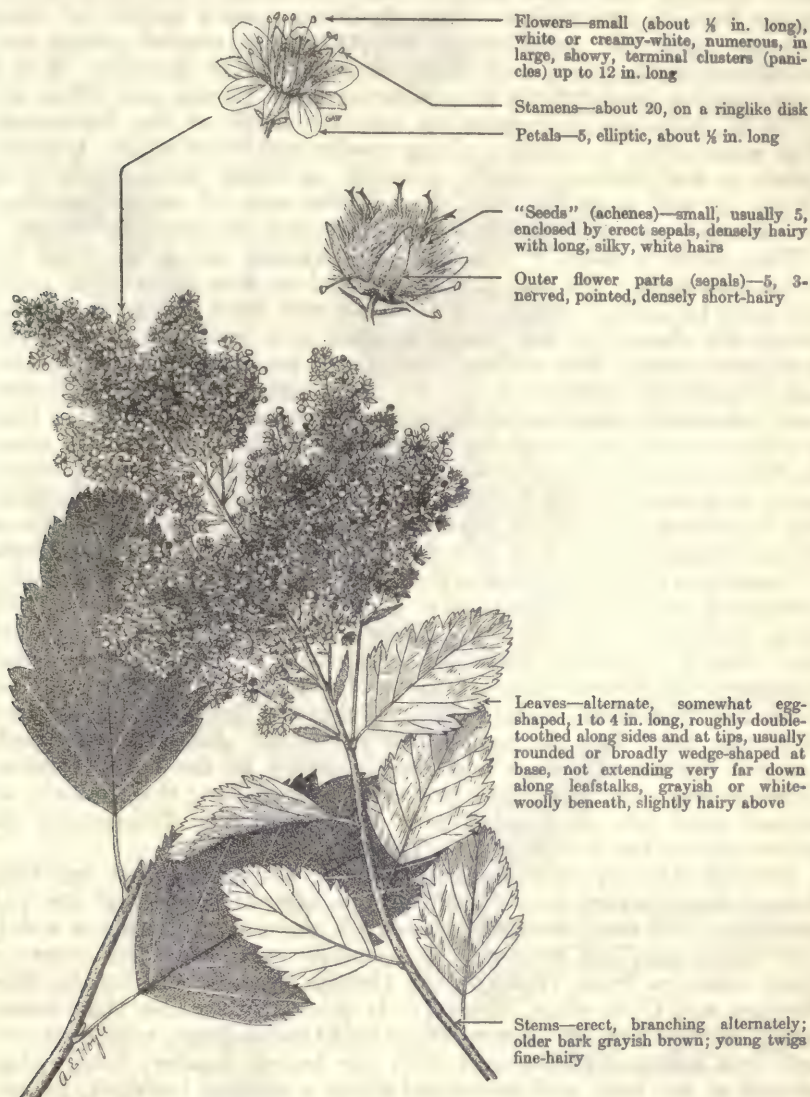 Flowers—small (about ⅛ in. long),
white or creamy-white, numerous, in
large, showy, terminal clusters (pani-
cles) up to 12 in. long
Stamens—about 20, on a ringlike disk
Petals—5, elliptic, about ⅛ in. long
"Seeds" (achenes)—small, usually 5,
enclosed by erect sepals, densely hairy
with long, silky, white hairs
Outer flower parts (sepals)—5, 3-
nerved, pointed, densely short-hairy
Leaves—alternate, somewhat egg-
shaped, 1 to 4 in. long, roughly double-
toothed along sides and at tips, usually
rounded or broadly wedge-shaped at
base, not extending very far down
along leafstalks, grayish or white-
woolly beneath, slightly hairy above
Stems—erect, branching alternately;
older bark grayish brown; young twigs
fine-hairy
A E Hoyle